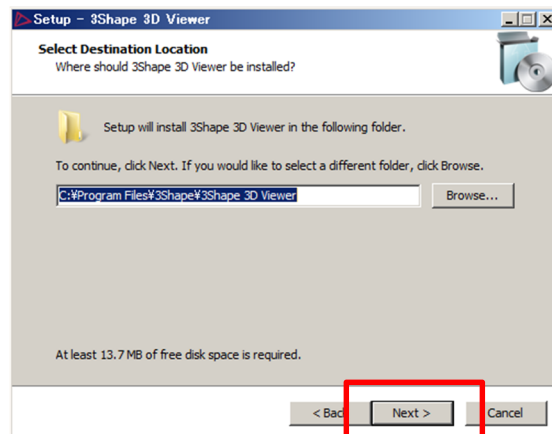 Setup - 3Shape 3D Viewer
Select Destination Location
Where should 3Shape 3D Viewer be installed?
Setup will install 3Shape 3D Viewer in the following folder.
To continue, click Next. If you would like to select a different folder, click Browse.
C:¥Program Files¥3Shape¥3Shape 3D Viewer
Browse...
At least 13.7 MB of free disk space is required.
< Back
Next >
Cancel